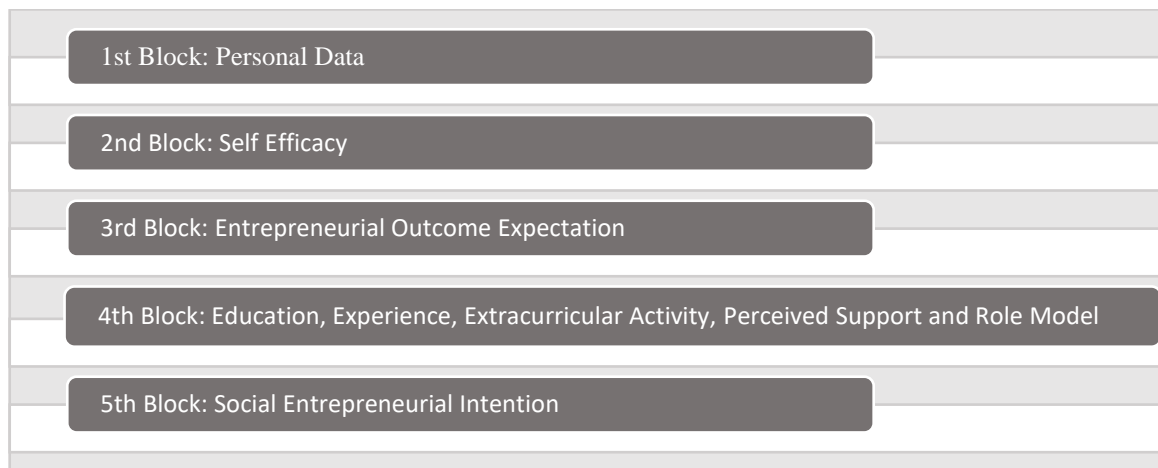 1st Block: Personal Data
2nd Block: Self Efficacy
3rd Block: Entrepreneurial Outcome Expectation
4th Block: Education, Experience, Extracurricular Activity, Perceived Support and Role Model
5th Block: Social Entrepreneurial Intention